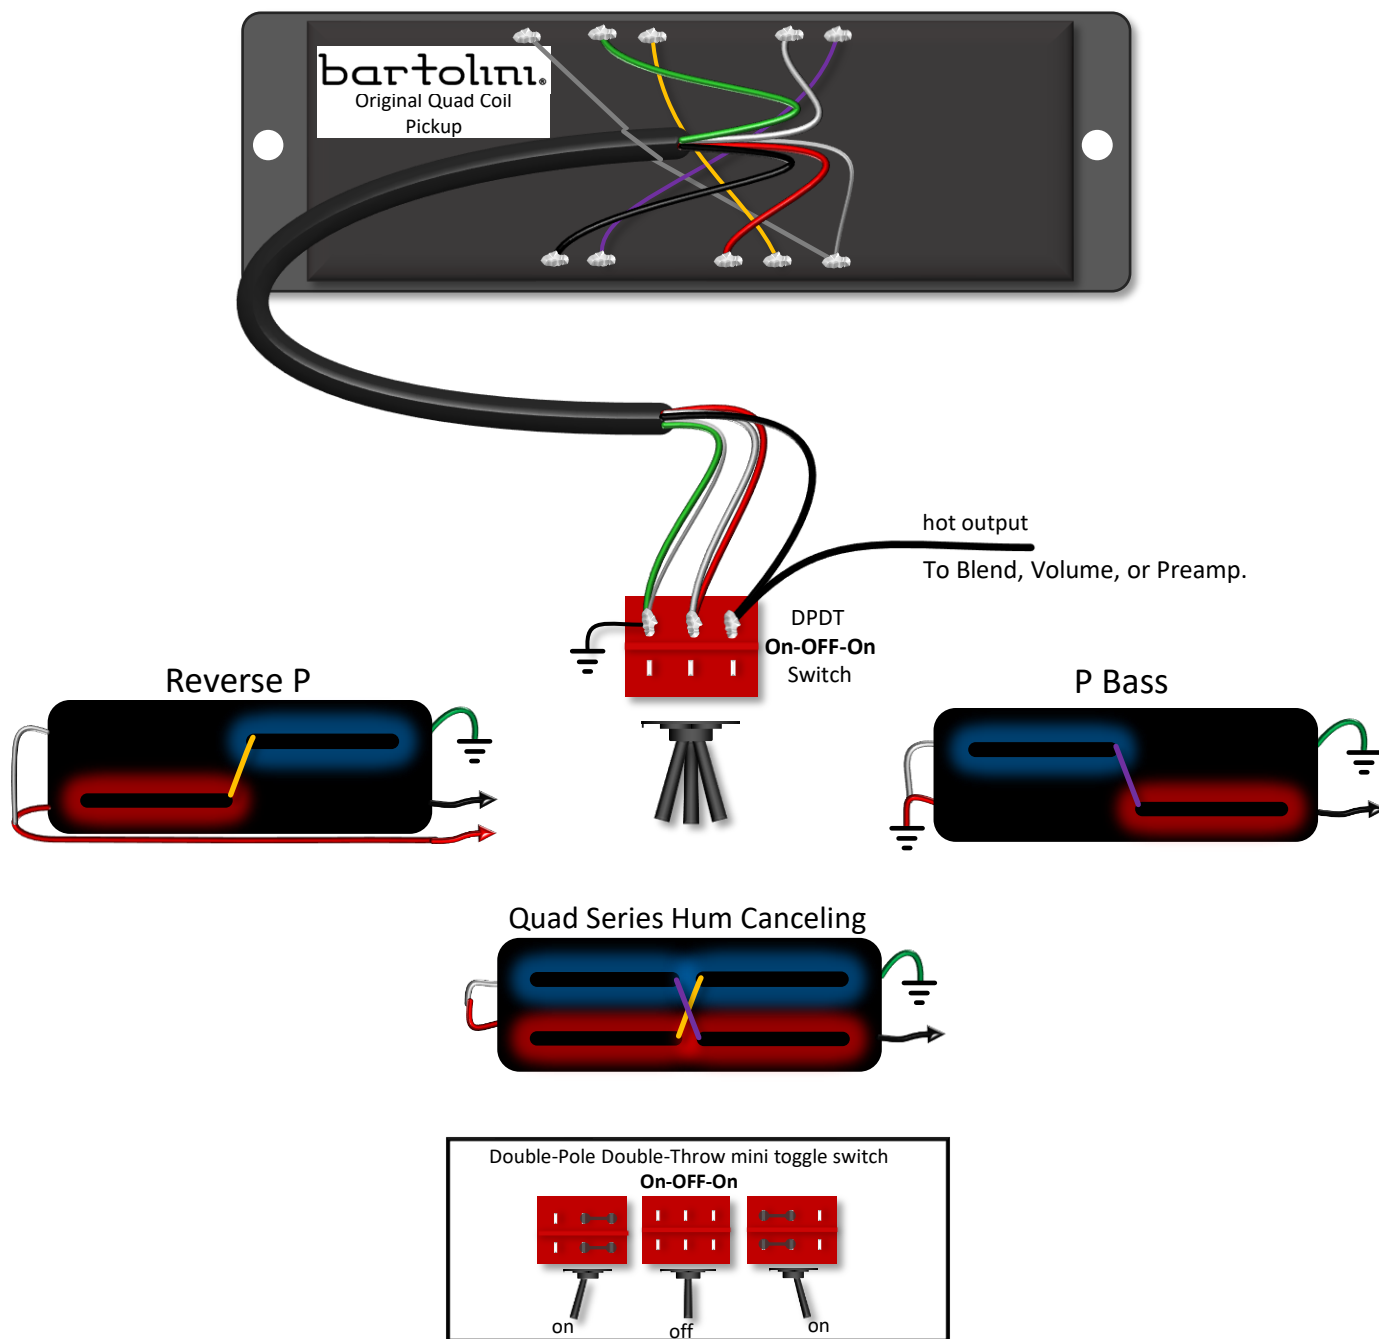 bartolini®
Original Quad Coil
Pickup
hot output
To Blend, Volume, or Preamp.
DPDT
On-OFF-On
Switch
Reverse P
P Bass
Quad Series Hum Canceling
Double-Pole Double-Throw mini toggle switch
On-OFF-On
on
off
on